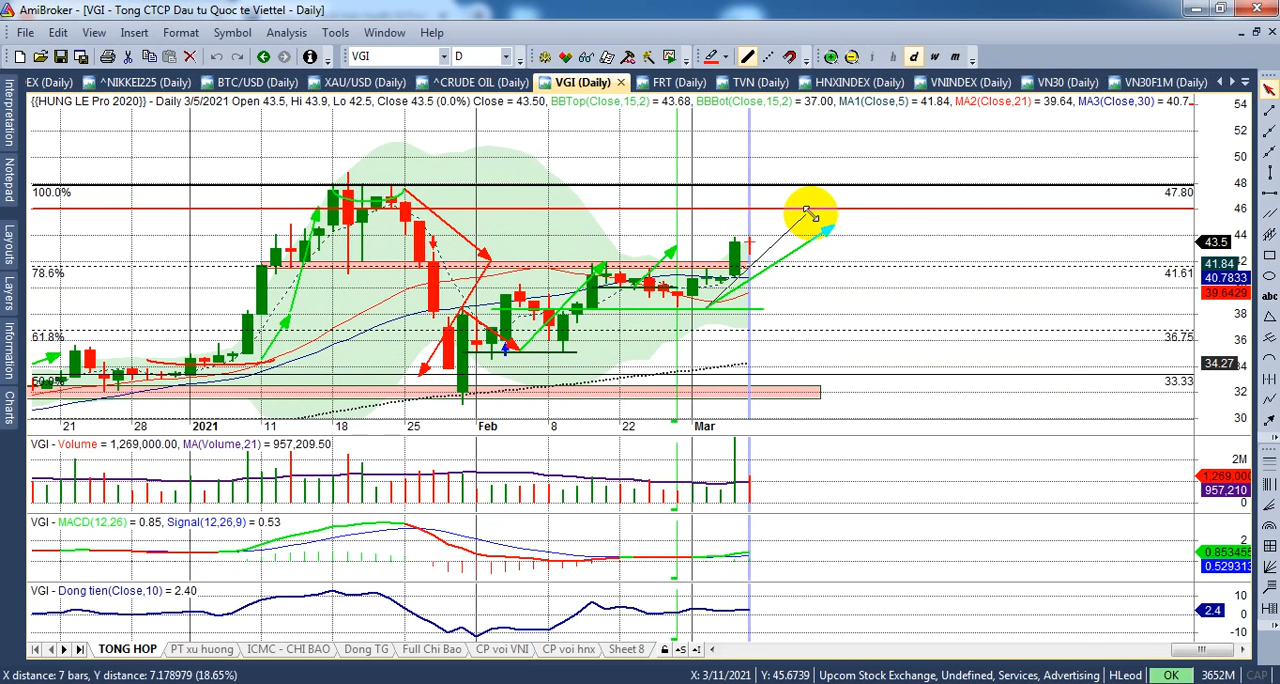 AmiBroker - [VGI - Tong CTCP Dau tu Quoc te Viettel - Daily]
File Edit View Insert Format Symbol Analysis Tools Window Help
VGI D i h d w m
EX (Daily) ^NIKKEI225 (Daily) BTC/USD (Daily) XAU/USD (Daily) ^CRUDE OIL (Daily) VGI (Daily) FRT (Daily) TVN (Daily) HNXINDEX (Daily) VNINDEX (Daily) VN30 (Daily) VN30F1M (Daily)
{{HUNG LE Pro 2020}} - Daily 3/5/2021 Open 43.5, Hi 43.9, Lo 42.5, Close 43.5 (0.0%) Close = 43.50, BBTop(Close,15,2) = 43.68, BBBot(Close,15,2) = 37.00, MA1(Close,5) = 41.84, MA2(Close,21) = 39.64, MA3(Close,30) = 40.7
Interpretation
Notepad
Layouts
Layers
Information
Charts
abc
54
52
50
48
100.0% 47.80
46
44
43.5
41.84
78.6% 41.61
40.7833
39.6429
38
36
61.8% 36.75
34.27
33.33
32
30
21 28 2021 11 18 25 Feb 8 22 Mar
VGI - Volume = 1,269,000.00, MA(Volume,21) = 957,209.50
2M
1,269,000
957,210
0
VGI - MACD(12,26) = 0.85, Signal(12,26,9) = 0.53
2
0.853455
0.529313
VGI - Dong tien(Close,10) = 2.40
10
2.4
0
-10
TONG HOP PT xu huong ICMC - CHI BAO Dong TG Full Chi Bao CP voi VNI CP voi hnx Sheet 8
X distance: 7 bars, Y distance: 7.178979 (18.65%) X: 3/11/2021 Y: 45.6739 Upcom Stock Exchange, Undefined, Services, Advertising HLeod OK 3652M CAP